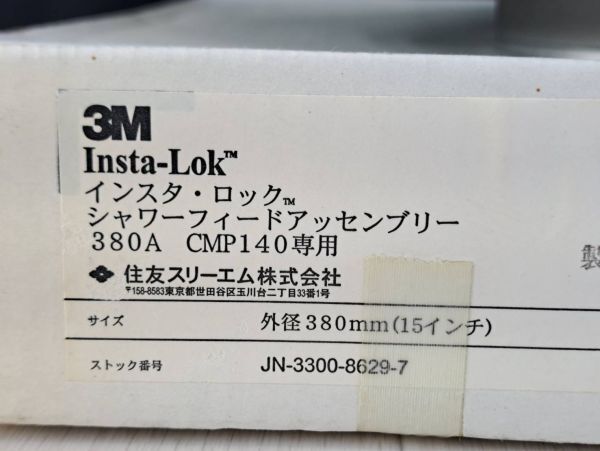 3M
Insta-Lok™
インスタ・ロック™
シャワーフィードアッセンブリー
380A CMP140専用
住友スリーエム株式会社
〒158-8583東京都世田谷区玉川台二丁目33番1号
製
サイズ 外径380mm(15インチ)
ストック番号 JN-3300-8629-7